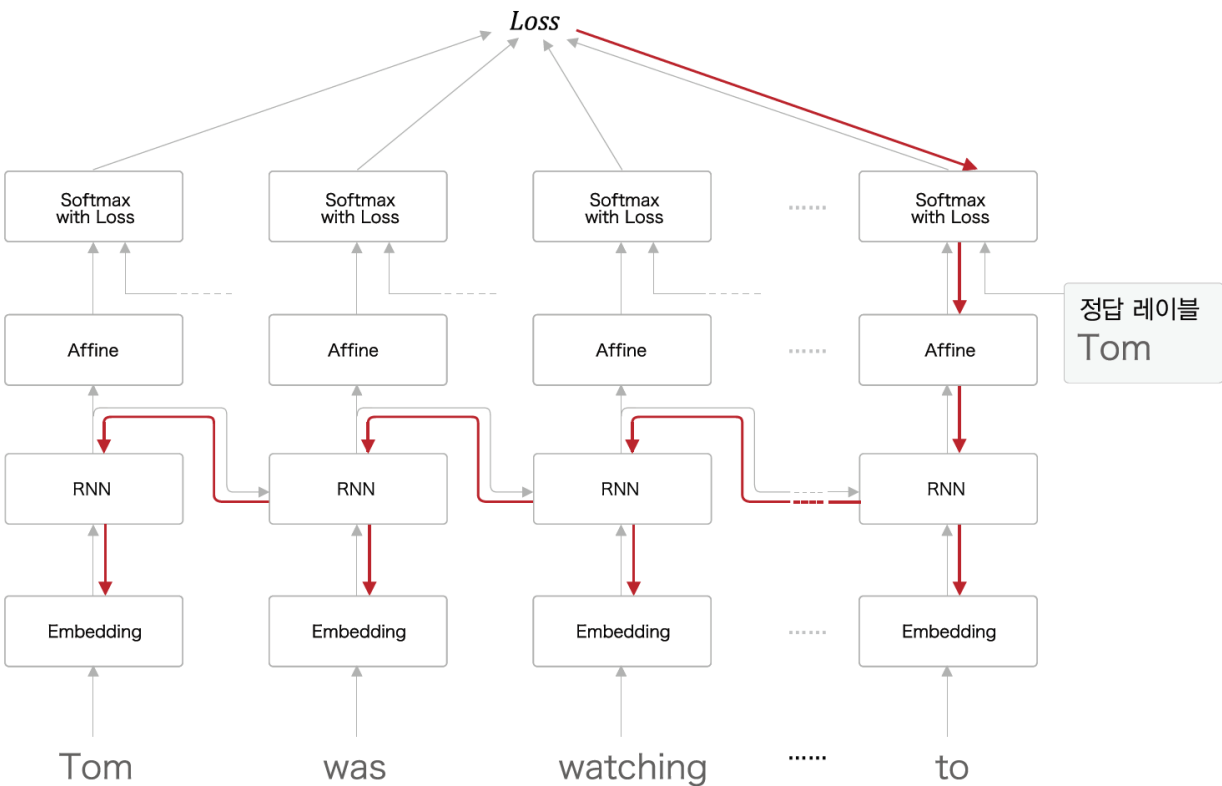 Loss
Softmax
with Loss
Softmax
with Loss
Softmax
with Loss
......
Softmax
with Loss
정답 레이블
Tom
Affine
Affine
Affine
......
Affine
RNN
RNN
RNN
RNN
Embedding
Embedding
Embedding
......
Embedding
Tom
was
watching
......
to